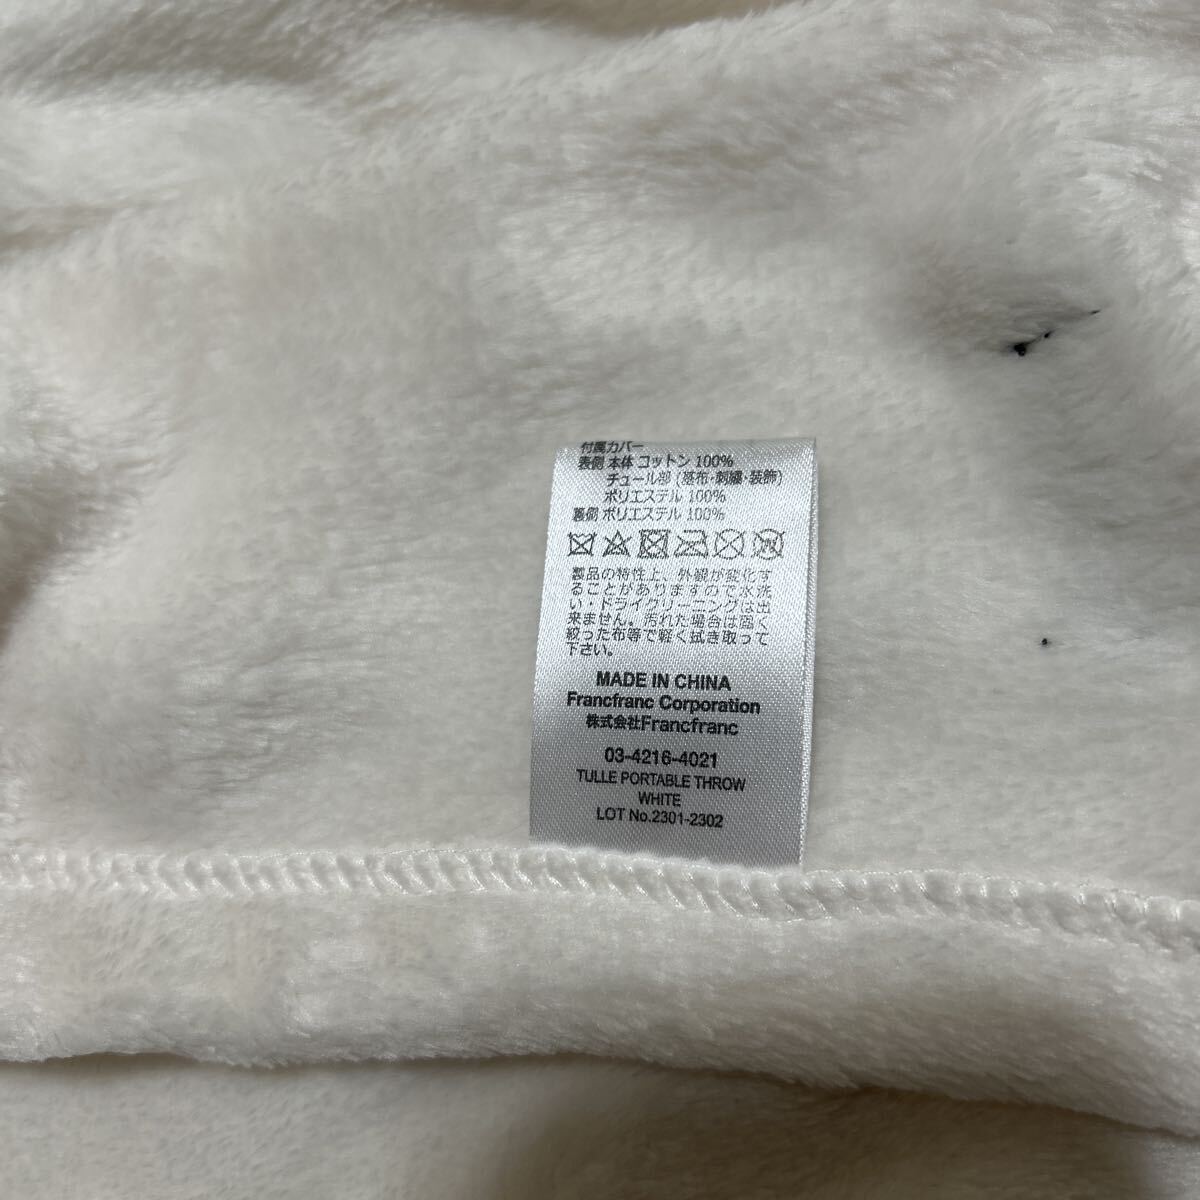 付属カバー
表側 本体 コットン 100%
チュール部 (基布・刺繍・装飾)
ポリエステル 100%
裏側 ポリエステル 100%
製品の特性上、外観が変化す
ることがありますので水洗
い・ドライクリーニングは出
来ません。汚れた場合は固く
絞った布等で軽く拭き取って
下さい。
MADE IN CHINA
Francfranc Corporation
株式会社Francfranc
03-4216-4021
TULLE PORTABLE THROW
WHITE
LOT No.2301-2302